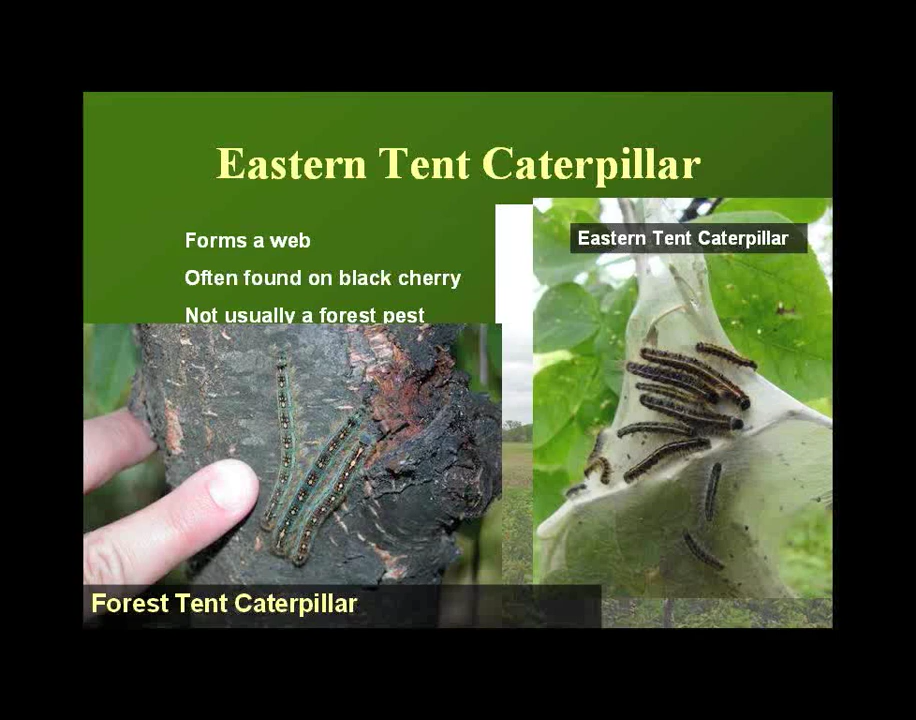 Eastern Tent Caterpillar
Forms a web
Often found on black cherry
Not usually a forest pest
Eastern Tent Caterpillar
Forest Tent Caterpillar